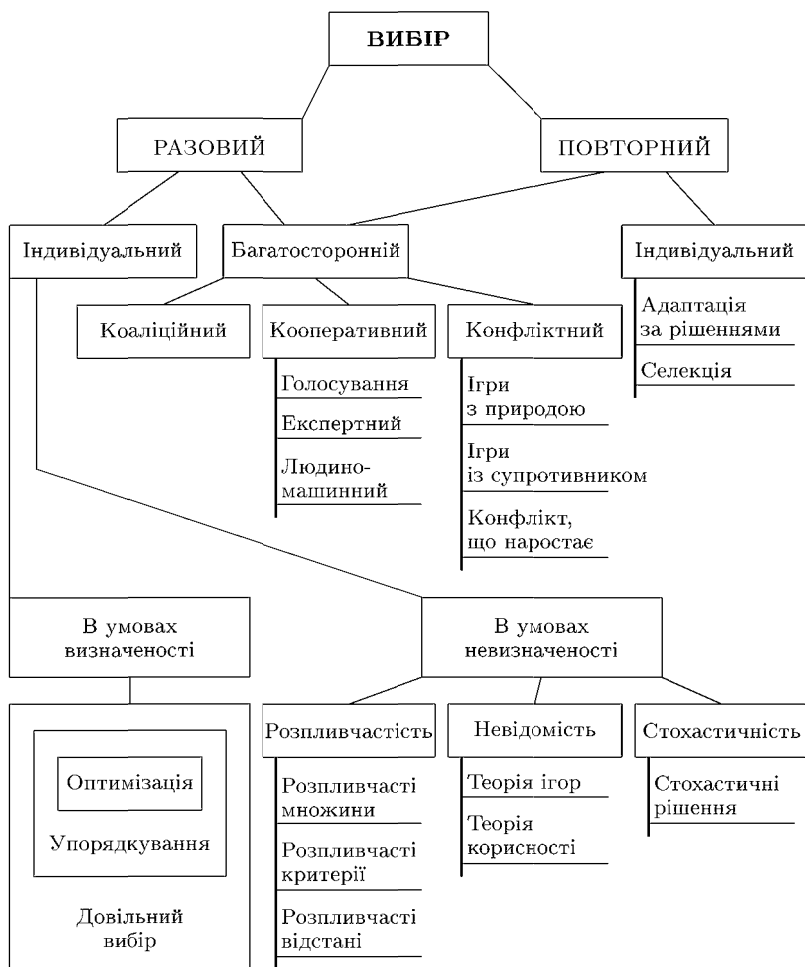 ВИБІР
РАЗОВИЙ
ПОВТОРНИЙ
Індивідуальний
Багатосторонній
Індивідуальний
Коаліційний
Кооперативний
Голосування
Експертний
Людино-
машинний
Конфліктний
Ігри
з природою
Ігри
із супротивником
Конфлікт,
що наростає
Адаптація
за рішеннями
Селекція
В умовах
визначеності
В умовах
невизначеності
Оптимізація
Упорядкування
Довільний
вибір
Розпливчастість
Розпливчасті
множини
Розпливчасті
критерії
Розпливчасті
відстані
Невідомість
Теорія ігор
Теорія
корисності
Стохастичність
Стохастичні
рішення